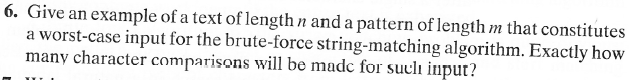 6. Give an example of a text of length n and a pattern of length m that constitutes
a worst-case input for the brute-force string-matching algorithm. Exactly how
many character comparisons will be made for such input?